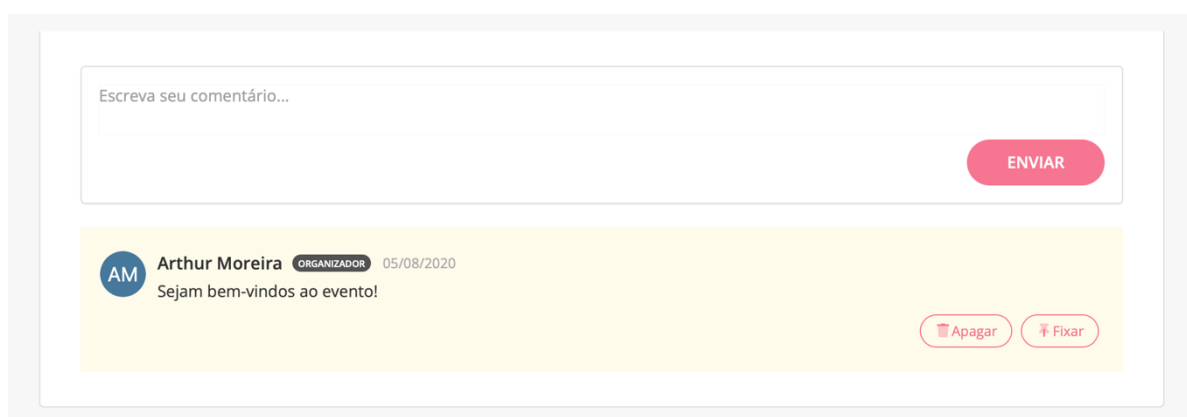 Escreva seu comentário...
ENVIAR
AM
Arthur Moreira ORGANIZADOR 05/08/2020
Sejam bem-vindos ao evento!
Apagar Fixar